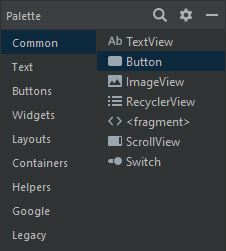 Palette
Common
Text
Buttons
Widgets
Layouts
Containers
Helpers
Google
Legacy
Ab TextView
Button
ImageView
RecyclerView
<> <fragment>
ScrollView
Switch